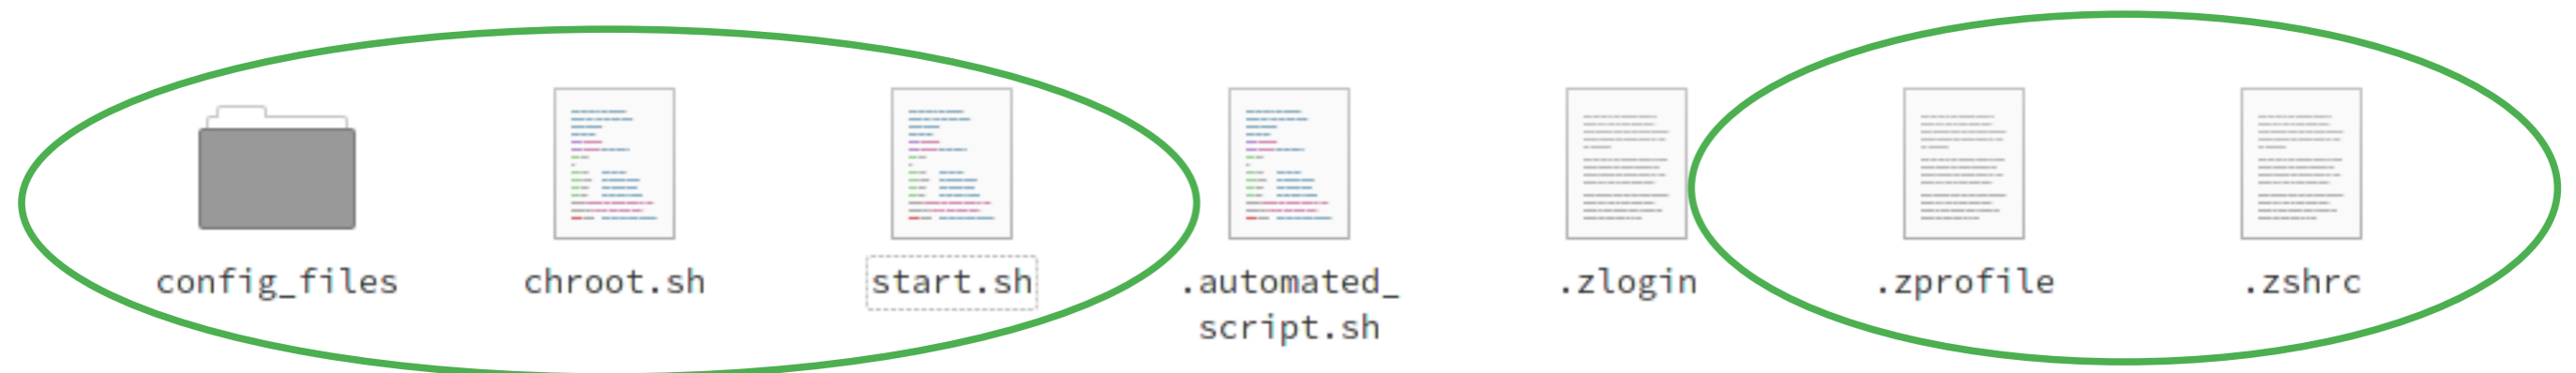 config_files chroot.sh start.sh .automated_ .zlogin .zprofile .zshrc
script.sh